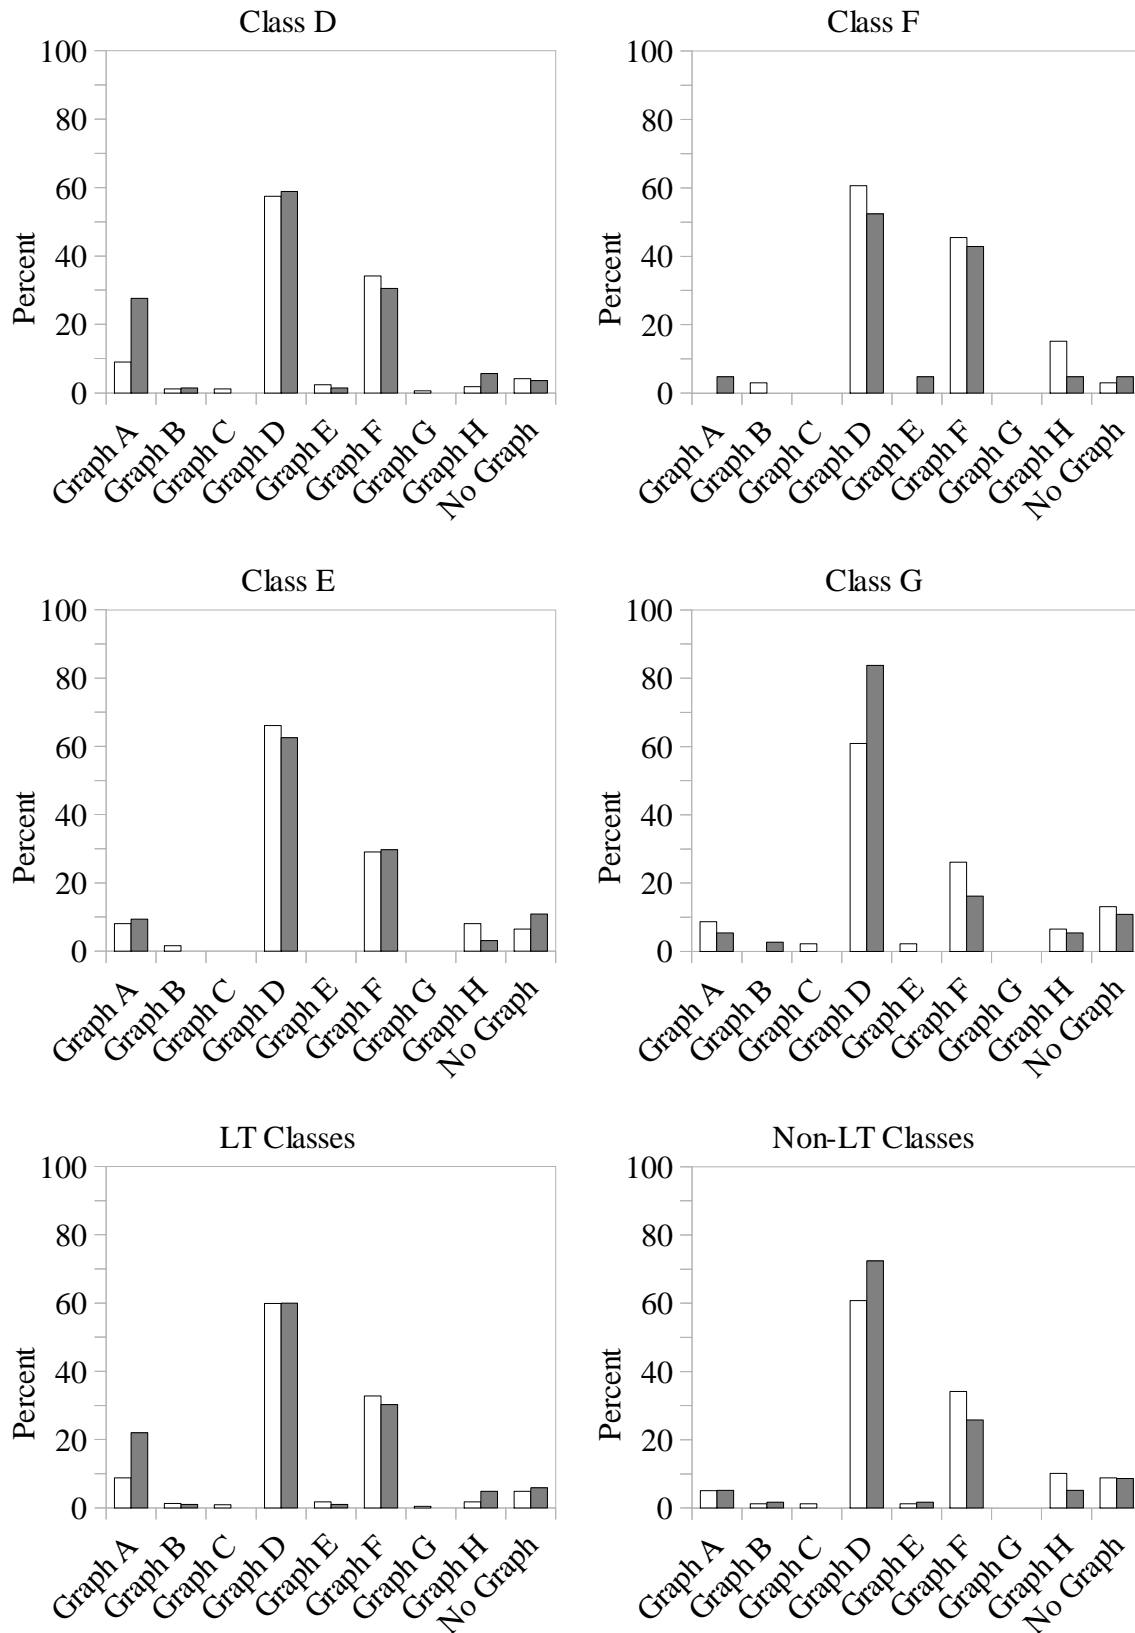 Class D
100
80
60
40
20
0
Percent
Graph A
Graph B
Graph C
Graph D
Graph E
Graph F
Graph G
Graph H
No Graph
Class F
100
80
60
40
20
0
Percent
Graph A
Graph B
Graph C
Graph D
Graph E
Graph F
Graph G
Graph H
No Graph
Class E
100
80
60
40
20
0
Percent
Graph A
Graph B
Graph C
Graph D
Graph E
Graph F
Graph G
Graph H
No Graph
Class G
100
80
60
40
20
0
Percent
Graph A
Graph B
Graph C
Graph D
Graph E
Graph F
Graph G
Graph H
No Graph
LT Classes
100
80
60
40
20
0
Percent
Graph A
Graph B
Graph C
Graph D
Graph E
Graph F
Graph G
Graph H
No Graph
Non-LT Classes
100
80
60
40
20
0
Percent
Graph A
Graph B
Graph C
Graph D
Graph E
Graph F
Graph G
Graph H
No Graph